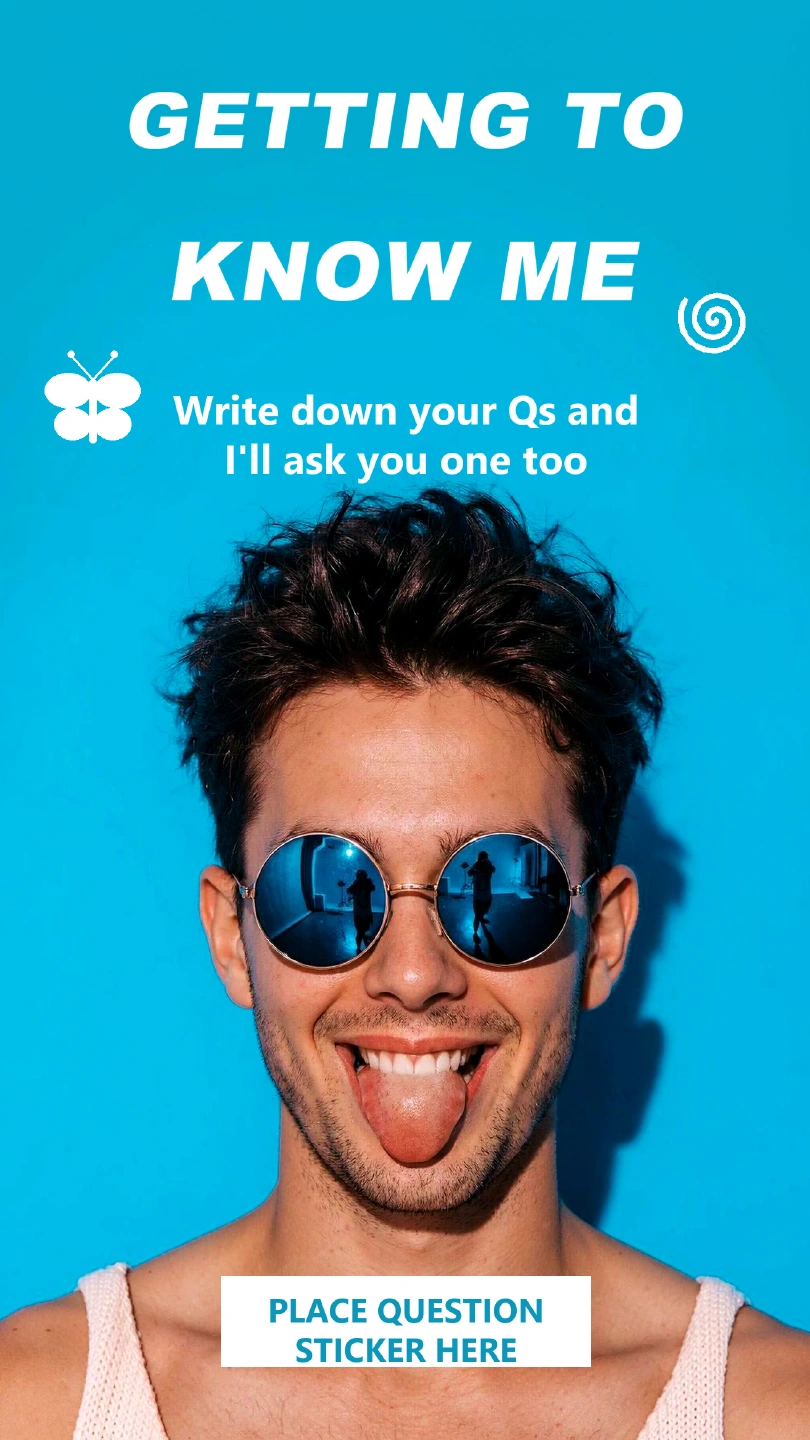 GETTING TO
KNOW ME
Write down your Qs and
I'll ask you one too
PLACE QUESTION
STICKER HERE